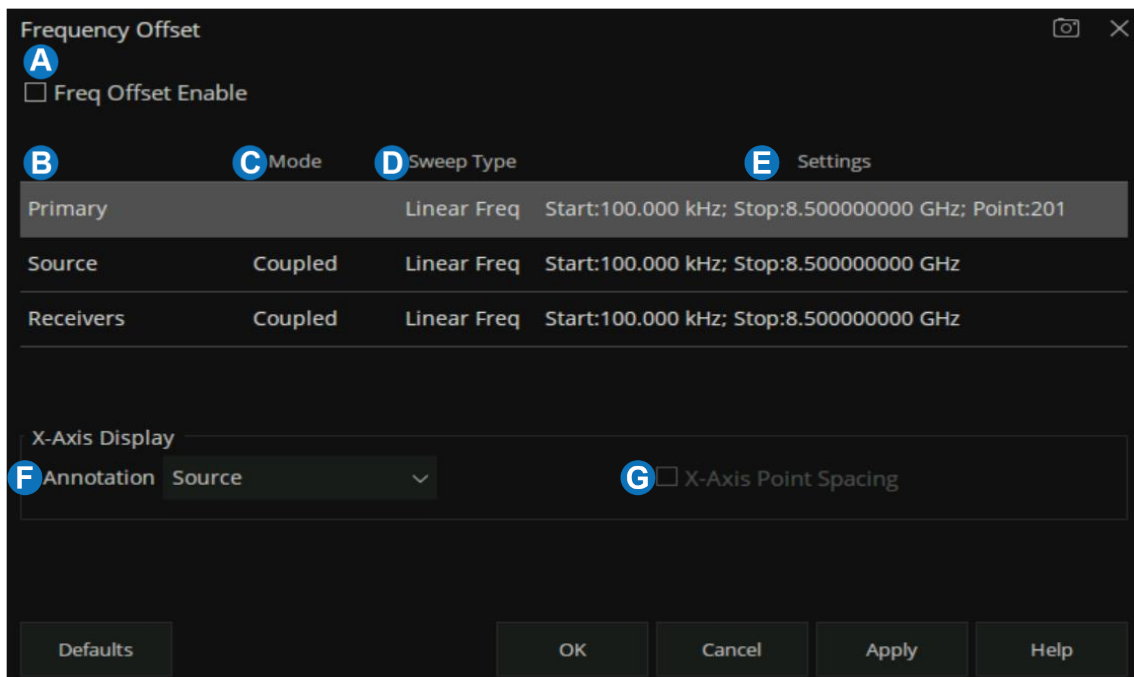 Frequency Offset
A
Freq Offset Enable
B C Mode D Sweep Type E Settings
Primary Linear Freq Start:100.000 kHz; Stop:8.500000000 GHz; Point:201
Source Coupled Linear Freq Start:100.000 kHz; Stop:8.500000000 GHz
Receivers Coupled Linear Freq Start:100.000 kHz; Stop:8.500000000 GHz
X-Axis Display
F Annotation Source G X-Axis Point Spacing
Defaults OK Cancel Apply Help